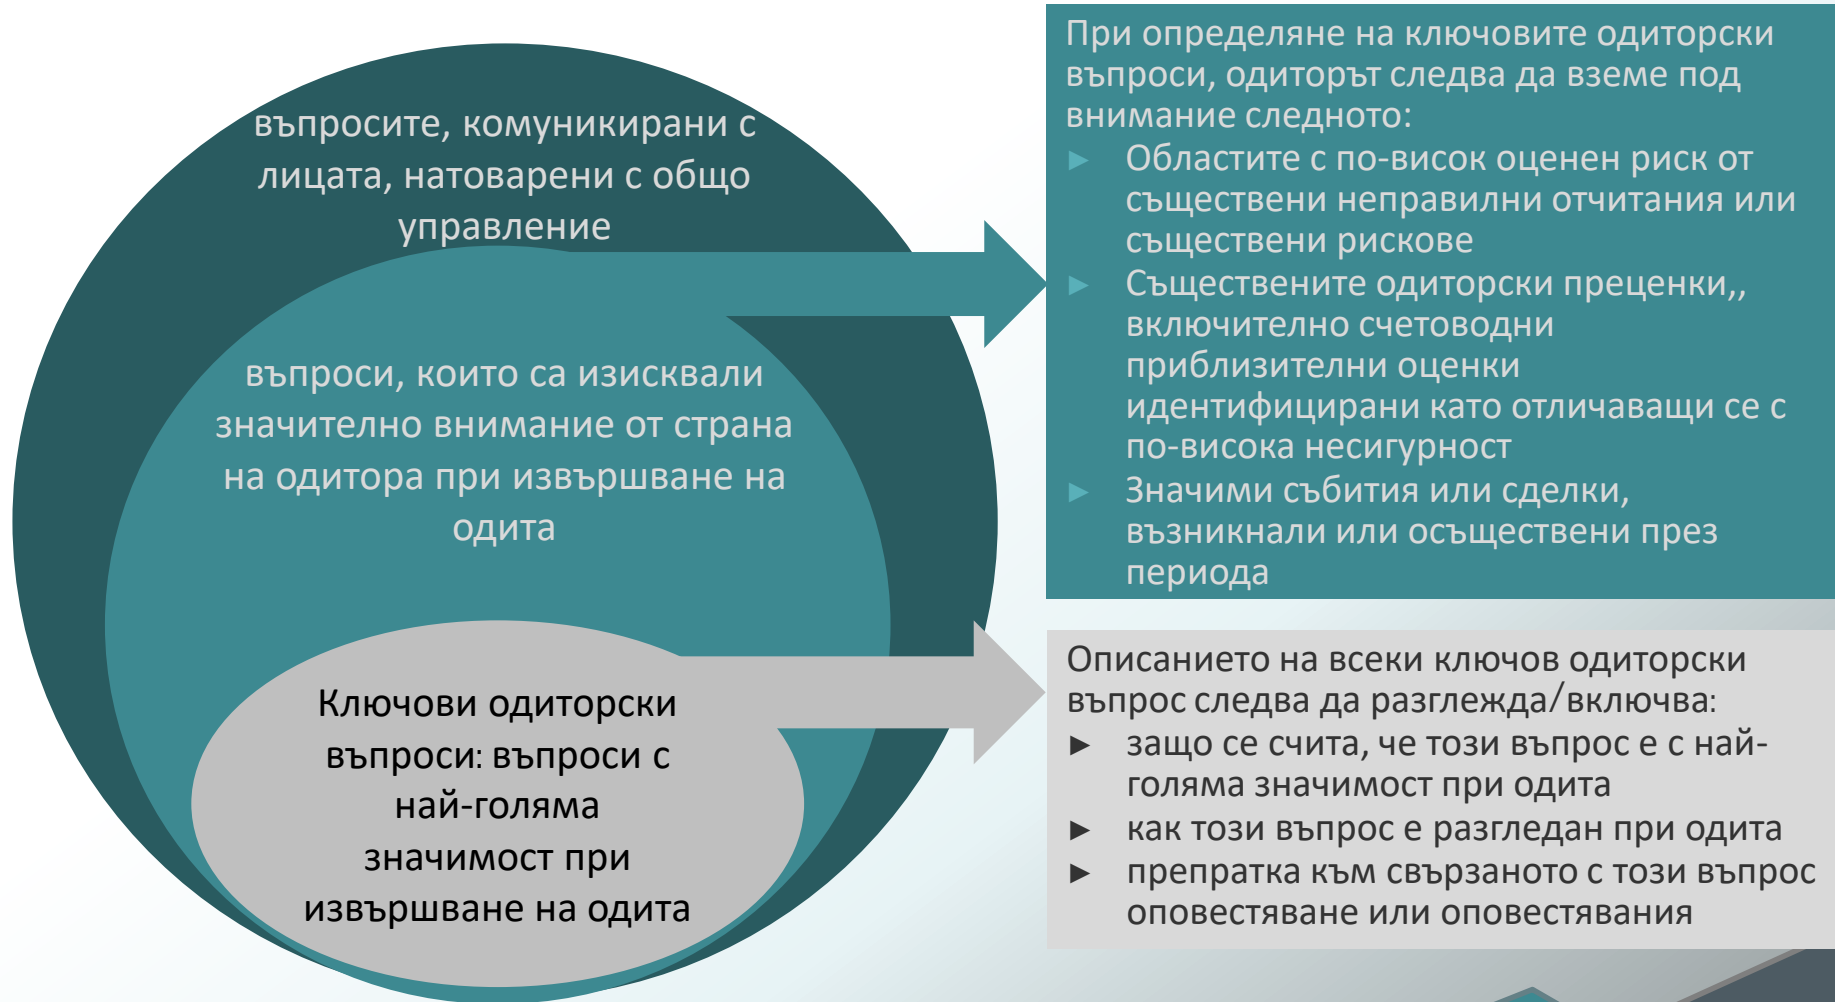 въпросите, комуникирани с
лицата, натоварени с общо
управление
въпроси, които са изисквали
значително внимание от страна
на одитора при извършване на
одита
Ключови одиторски
въпроси: въпроси с
най-голяма
значимост при
извършване на одита
При определяне на ключовите одиторски
въпроси, одиторът следва да вземе под
внимание следното:
► Областите с по-висок оценен риск от
съществени неправилни отчитания или
съществени рискове
► Съществените одиторски преценки,,
включително счетоводни
приблизителни оценки
идентифицирани като отличаващи се с
по-висока несигурност
► Значими събития или сделки,
възникнали или осъществени през
периода
Описанието на всеки ключов одиторски
въпрос следва да разглежда/включва:
► защо се счита, че този въпрос е с най-
голяма значимост при одита
► как този въпрос е разгледан при одита
► препратка към свързаното с този въпрос
оповестяване или оповестявания